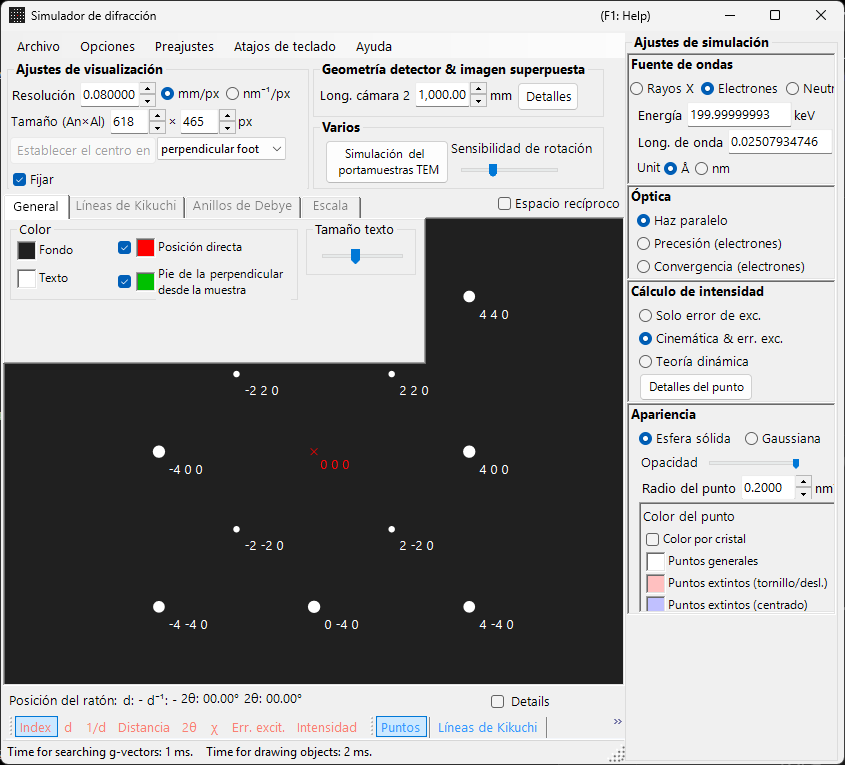 Simulador de difracción
(F1: Help)
Archivo Opciones Preajustes Atajos de teclado Ayuda
Ajustes de visualización
Resolución 0.080000 mm/px nm⁻¹/px
Tamaño (An×Al) 618 × 465 px
Establecer el centro en perpendicular foot
Fijar
Geometría detector & imagen superpuesta
Long. cámara 2 1,000.00 mm Detalles
Varios
Simulación del portamuestras TEM
Sensibilidad de rotación
General Líneas de Kikuchi Anillos de Debye Escala
Espacio recíproco
Color
Fondo
Texto
Posición directa
Pie de la perpendicular
desde la muestra
Tamaño texto
4 4 0
-2 2 0
2 2 0
-4 0 0
0 0 0
4 0 0
-2 -2 0
2 -2 0
-4 -4 0
0 -4 0
4 -4 0
Posición del ratón: d: - d⁻¹: - 2θ: 00.00° 2θ: 00.00°
Details
Index d 1/d Distancia 2θ χ Err. excit. Intensidad Puntos Líneas de Kikuchi »
Time for searching g-vectors: 1 ms. Time for drawing objects: 2 ms.
Ajustes de simulación
Fuente de ondas
Rayos X Electrones Neutr
Energía 199.99999993 keV
Long. de onda 0.02507934746
Unit Å nm
Óptica
Haz paralelo
Precesión (electrones)
Convergencia (electrones)
Cálculo de intensidad
Solo error de exc.
Cinemática & err. exc.
Teoría dinámica
Detalles del punto
Apariencia
Esfera sólida Gaussiana
Opacidad
Radio del punto 0.2000 nm
Color del punto
Color por cristal
Puntos generales
Puntos extintos (tornillo/desl.)
Puntos extintos (centrado)